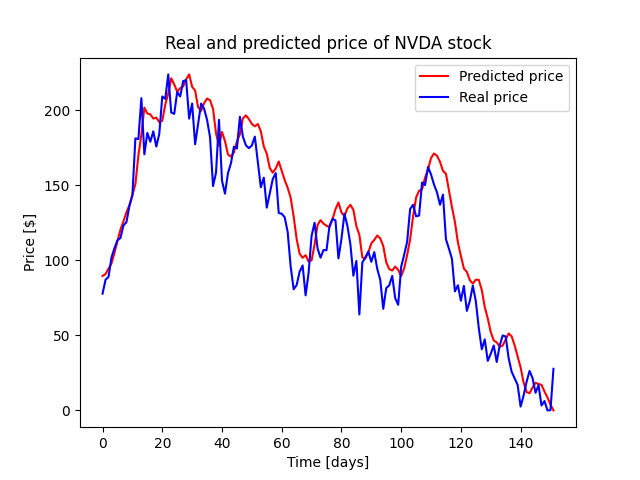 Real and predicted price of NVDA stock
Predicted price
Real price
Price [$]
200
150
100
50
0
0 20 40 60 80 100 120 140
Time [days]